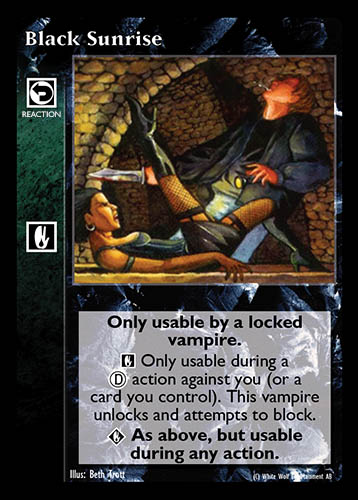 Black Sunrise
REACTION
Only usable by a locked
vampire.
Only usable during a
D action against you (or a
card you control). This vampire
unlocks and attempts to block.
As above, but usable
during any action.
Illus: Beth Trott
(C) White Wolf Entertainment AB